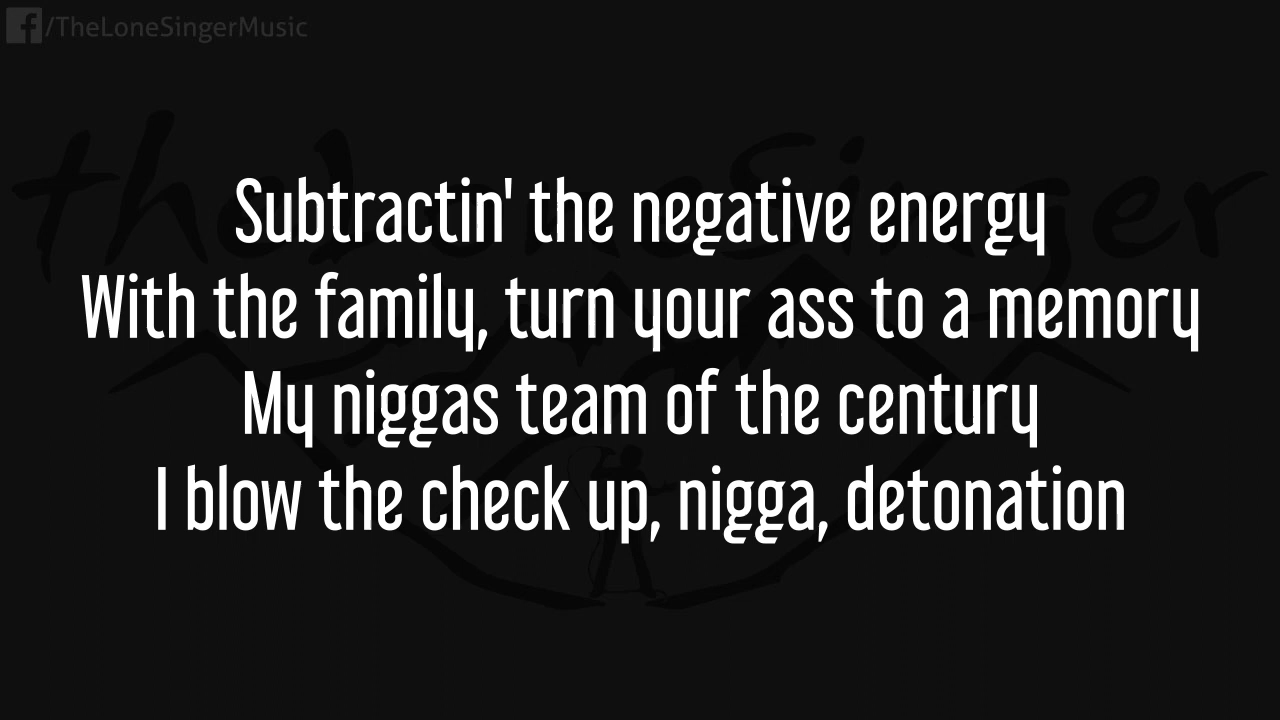 /TheLoneSingerMusic
theLoneSinger
Subtractin' the negative energy
With the family, turn your ass to a memory
My niggas team of the century
I blow the check up, nigga, detonation